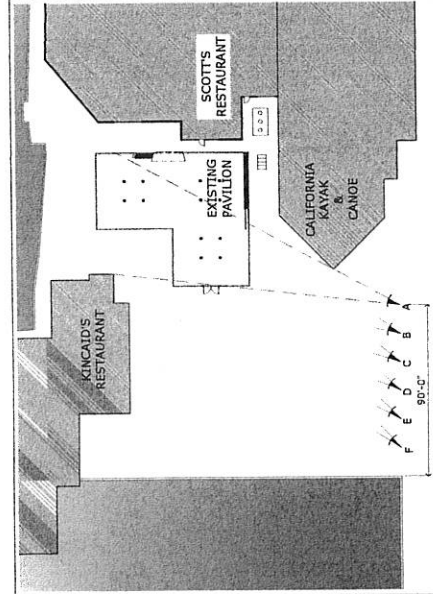 SCOTT'S
RESTAURANT
EXISTING
PAVILION
CALIFORNIA
KAYAK
&
CANOE
KINCAID'S
RESTAURANT
A
B
C
D
E
F
90'-0"